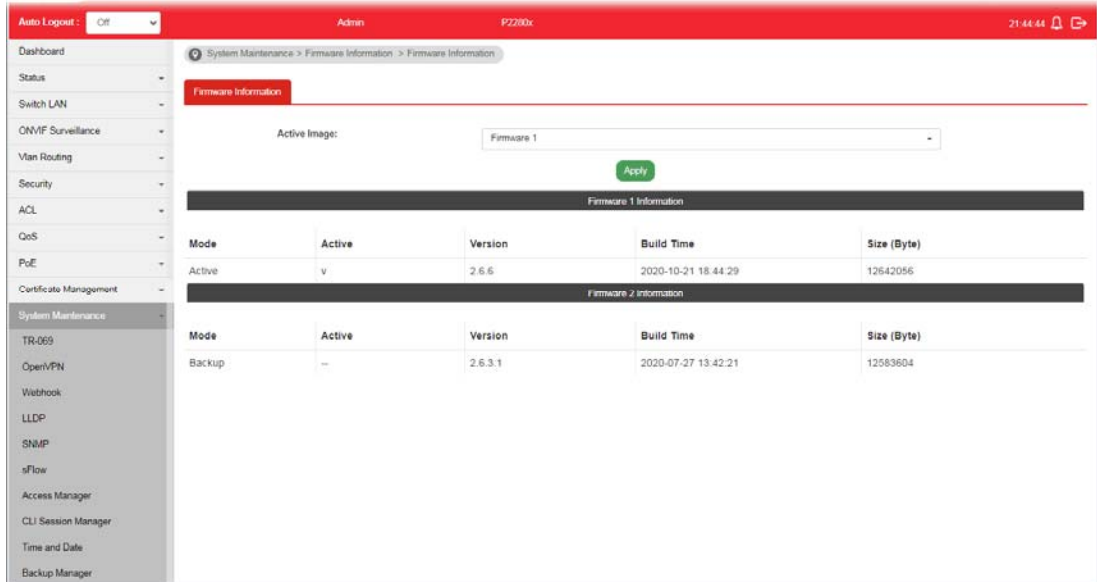 Auto Logout : Off Admin P2280x 21:44:44
Dashboard
System Maintenance > Firmware Information > Firmware Information
Status
Firmware Information
Switch LAN
ONVIF Surveillance
Active Image: Firmware 1
Vlan Routing
Apply
Security
Firmware 1 Information
ACL
QoS
Mode Active Version Build Time Size (Byte)
PoE
Active v 2.6.6 2020-10-21 18:44:29 12642056
Certificate Management
Firmware 2 Information
System Maintenance
Mode Active Version Build Time Size (Byte)
TR-069
Backup -- 2.6.3.1 2020-07-27 13:42:21 12583604
OpenVPN
Webhook
LLDP
SNMP
sFlow
Access Manager
CLI Session Manager
Time and Date
Backup Manager